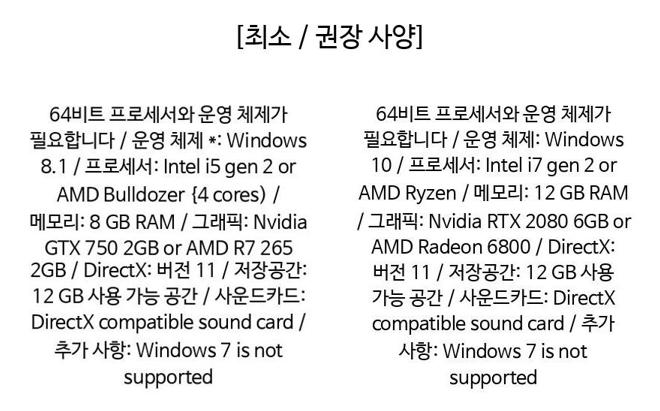 [최소 / 권장 사양]
64비트 프로세서와 운영 체제가
필요합니다 / 운영 체제 *: Windows
8.1 / 프로세서: Intel i5 gen 2 or
AMD Bulldozer {4 cores) /
메모리: 8 GB RAM / 그래픽: Nvidia
GTX 750 2GB or AMD R7 265
2GB / DirectX: 버전 11 / 저장공간:
12 GB 사용 가능 공간 / 사운드카드:
DirectX compatible sound card /
추가 사항: Windows 7 is not
supported
64비트 프로세서와 운영 체제가
필요합니다 / 운영 체제: Windows
10 / 프로세서: Intel i7 gen 2 or
AMD Ryzen / 메모리: 12 GB RAM
/ 그래픽: Nvidia RTX 2080 6GB or
AMD Radeon 6800 / DirectX:
버전 11 / 저장공간: 12 GB 사용
가능 공간 / 사운드카드: DirectX
compatible sound card / 추가
사항: Windows 7 is not
supported